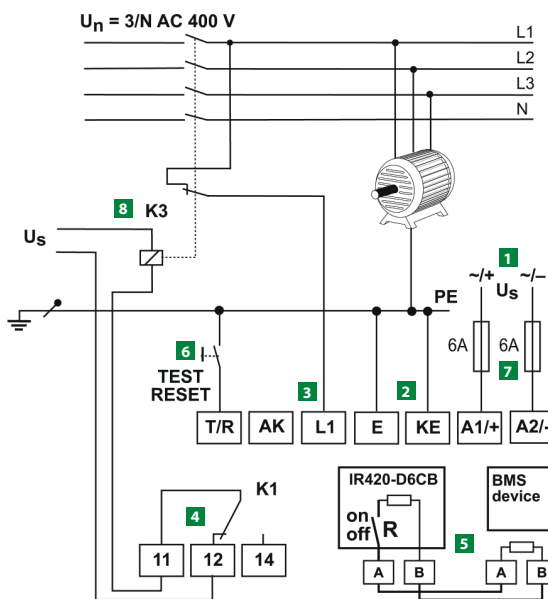 Un = 3/N AC 400 V
L1
L2
L3
N
8 K3
Us
1
~/+ ~/–
Us
PE
6A 6A
7
6
TEST
RESET
3 2
T/R AK L1 E KE A1/+ A2/-
K1
4
11 12 14
IR420-D6CB
on
off R
BMS
device
5
A B A B